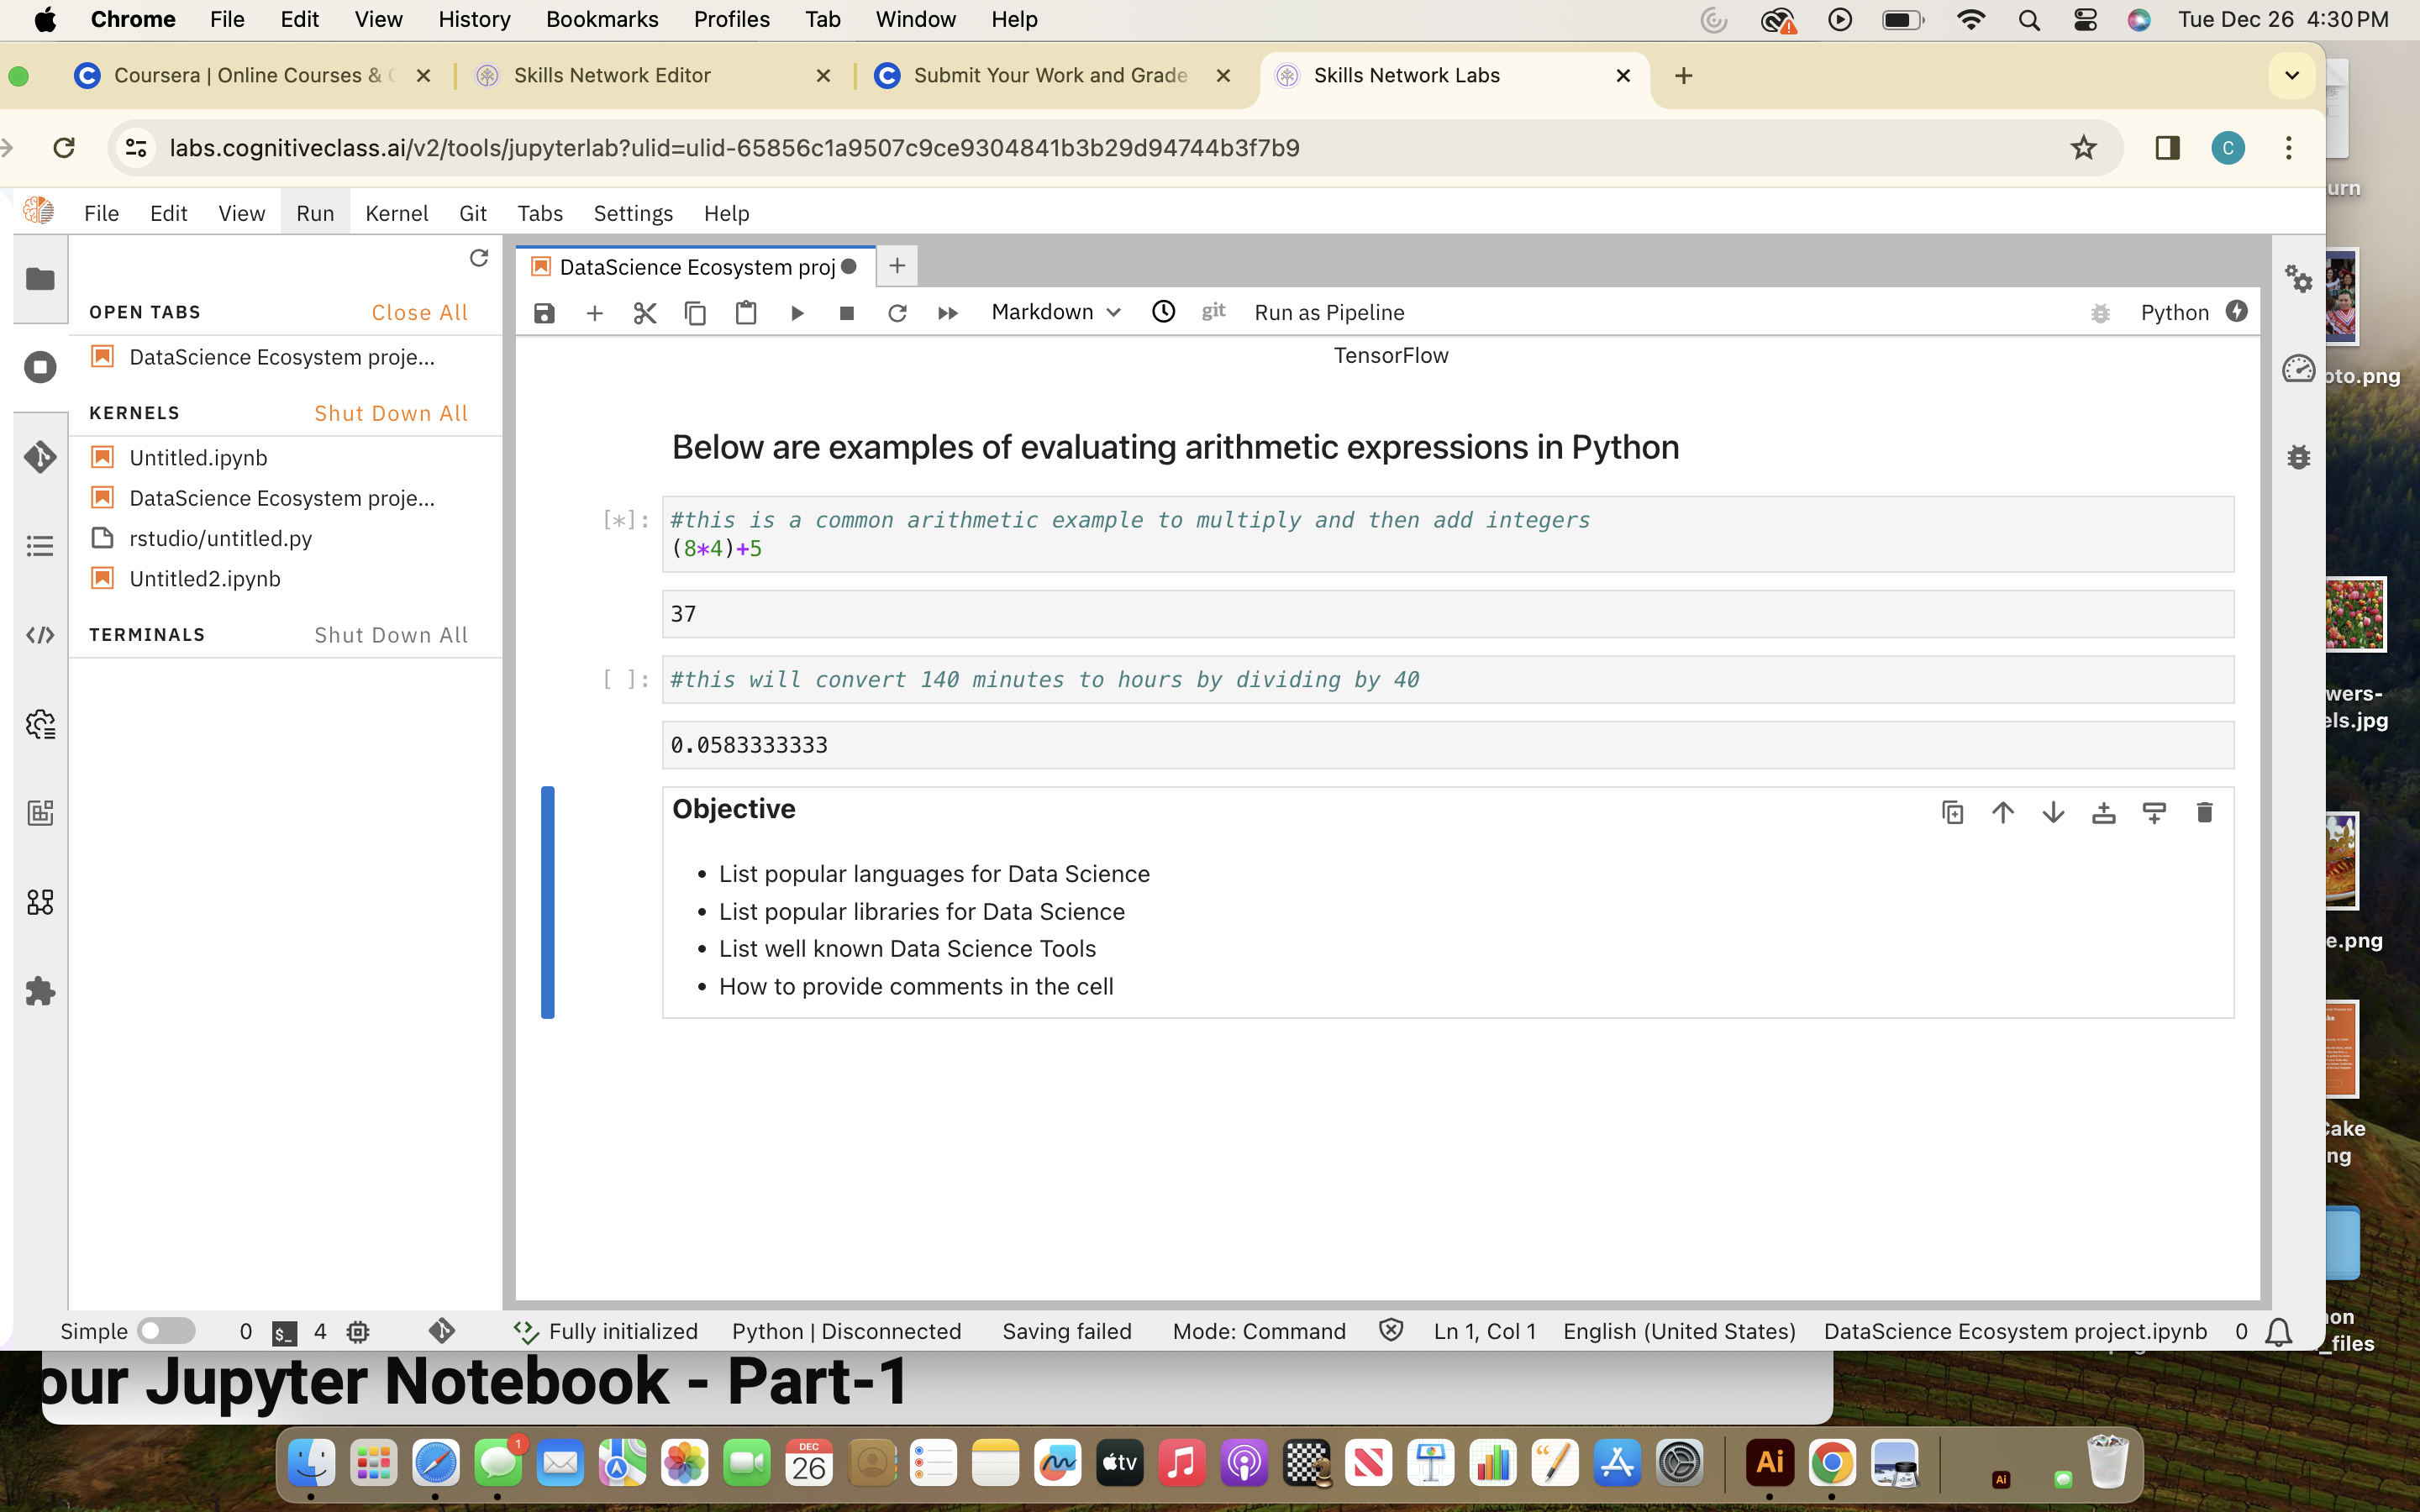 Chrome File Edit View History Bookmarks Profiles Tab Window Help Tue Dec 26 4:30 PM
Coursera | Online Courses & Skills Network Editor Submit Your Work and Grade Skills Network Labs
labs.cognitiveclass.ai/v2/tools/jupyterlab?ulid=ulid-65856c1a9507c9ce9304841b3b29d94744b3f7b9 C
File Edit View Run Kernel Git Tabs Settings Help
DataScience Ecosystem proj
OPEN TABS Close All
Markdown git Run as Pipeline Python
DataScience Ecosystem proje...
KERNELS Shut Down All
Untitled.ipynb
DataScience Ecosystem proje...
rstudio/untitled.py
Untitled2.ipynb
TERMINALS Shut Down All
TensorFlow
Below are examples of evaluating arithmetic expressions in Python
[*]: #this is a common arithmetic example to multiply and then add integers
(8*4)+5
37
[ ]: #this will convert 140 minutes to hours by dividing by 40
0.0583333333
Objective
• List popular languages for Data Science
• List popular libraries for Data Science
• List well known Data Science Tools
• How to provide comments in the cell
Simple 0 $_ 4 Fully initialized Python | Disconnected Saving failed Mode: Command Ln 1, Col 1 English (United States) DataScience Ecosystem project.ipynb 0
urn
oto.png
wers-
els.jpg
e.png
Cake
ng
non
_files
our Jupyter Notebook - Part-1
1
DEC
26
tv
Ai
Ai